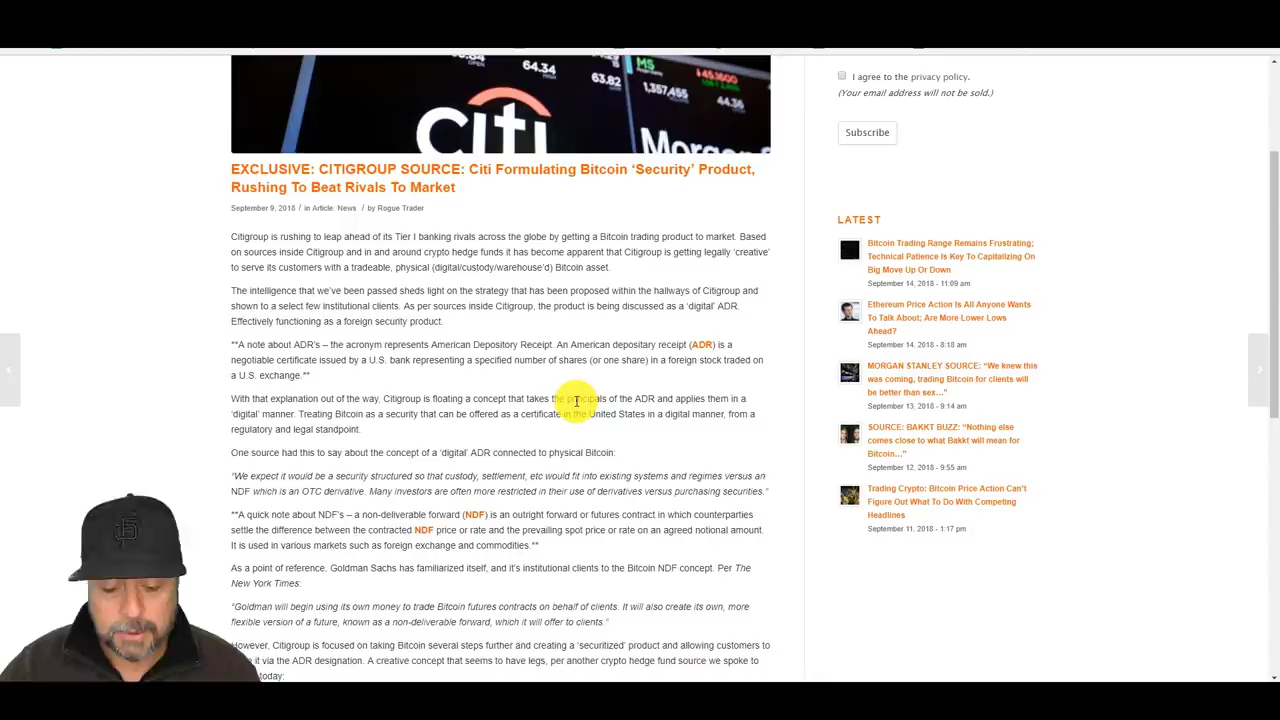 64.34
OPEN
63.82
MS
45.1600
1,357,455
44.36
citi
Morgan
EXCLUSIVE: CITIGROUP SOURCE: Citi Formulating Bitcoin ‘Security’ Product,
Rushing To Beat Rivals To Market
September 9, 2018 / in Article: News / by Rogue Trader
Citigroup is rushing to leap ahead of its Tier I banking rivals across the globe by getting a Bitcoin trading product to market. Based
on sources inside Citigroup and in and around crypto hedge funds it has become apparent that Citigroup is getting legally ‘creative’
to serve its customers with a tradeable, physical (digital/custody/warehouse’d) Bitcoin asset.
The intelligence that we’ve been passed sheds light on the strategy that has been proposed within the hallways of Citigroup and
shown to a select few institutional clients. As per sources inside Citigroup, the product is being discussed as a ‘digital’ ADR.
Effectively functioning as a foreign security product.
**A note about ADR’s – the acronym represents American Depository Receipt. An American depositary receipt (ADR) is a
negotiable certificate issued by a U.S. bank representing a specified number of shares (or one share) in a foreign stock traded on
a U.S. exchange.**
With that explanation out of the way, Citigroup is floating a concept that takes the principals of the ADR and applies them in a
‘digital’ manner. Treating Bitcoin as a security that can be offered as a certificate in the United States in a digital manner, from a
regulatory and legal standpoint.
One source had this to say about the concept of a ‘digital’ ADR connected to physical Bitcoin:
“We expect it would be a security structured so that custody, settlement, etc would fit into existing systems and regimes versus an
NDF which is an OTC derivative. Many investors are often more restricted in their use of derivatives versus purchasing securities.”
**A quick note about NDF’s – a non-deliverable forward (NDF) is an outright forward or futures contract in which counterparties
settle the difference between the contracted NDF price or rate and the prevailing spot price or rate on an agreed notional amount.
It is used in various markets such as foreign exchange and commodities.**
As a point of reference, Goldman Sachs has familiarized itself, and it’s institutional clients to the Bitcoin NDF concept. Per The
New York Times:
“Goldman will begin using its own money to trade Bitcoin futures contracts on behalf of clients. It will also create its own, more
flexible version of a future, known as a non-deliverable forward, which it will offer to clients.”
However, Citigroup is focused on taking Bitcoin several steps further and creating a ‘securitized’ product and allowing customers to
it via the ADR designation. A creative concept that seems to have legs, per another crypto hedge fund source we spoke to
today:
I agree to the privacy policy.
(Your email address will not be sold.)
Subscribe
LATEST
Bitcoin Trading Range Remains Frustrating;
Technical Patience Is Key To Capitalizing On
Big Move Up Or Down
September 14, 2018 - 11:09 am
Ethereum Price Action Is All Anyone Wants
To Talk About; Are More Lower Lows
Ahead?
September 14, 2018 - 8:18 am
MORGAN STANLEY SOURCE: “We knew this
was coming, trading Bitcoin for clients will
be better than sex…”
September 13, 2018 - 9:14 am
SOURCE: BAKKT BUZZ: “Nothing else
comes close to what Bakkt will mean for
Bitcoin…”
September 12, 2018 - 9:55 am
Trading Crypto: Bitcoin Price Action Can’t
Figure Out What To Do With Competing
Headlines
September 11, 2018 - 1:17 pm